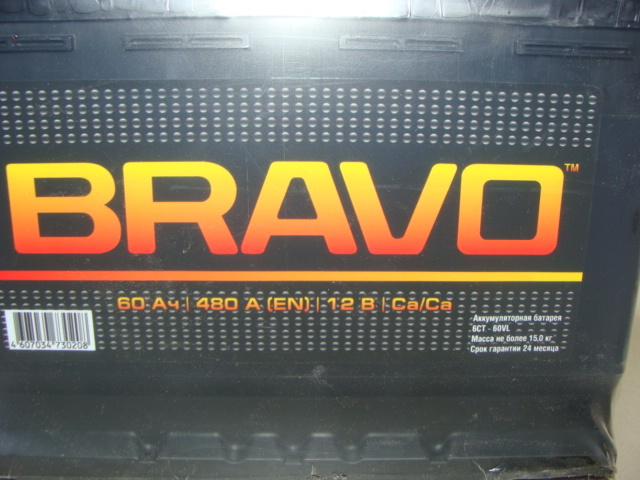 BRAVO™
60 Ач | 480 А (EN) | 12 В | Ca/Ca
4 607034 730208
Аккумуляторная батарея
6СТ - 60VL
Масса не более 15,0 кг
Срок гарантии 24 месяца